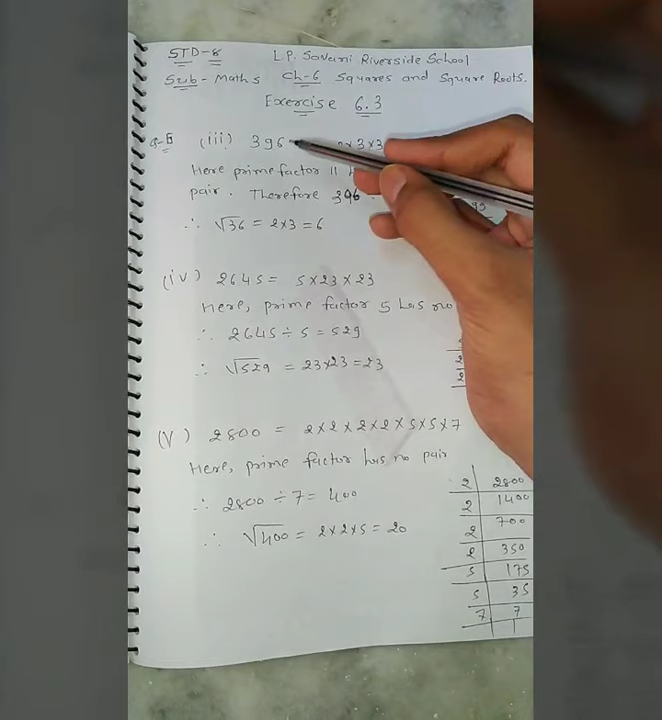 STD-8 L.P. Savani Riverside School
Sub - Maths Ch-6 Squares and Square Roots.
Exercise 6.3
(iii) 396 ×3×3
Here prime factor 11
pair. Therefore 396
∴ √36 = 2×3 = 6
(iv) 2645 = 5×23×23
Here, prime factor 5 has no
∴ 2645 ÷ 5 = 529
∴ √529 = 23×23 = 23
(V) 2800 = 2×2×2×2×5×5×7
Here, prime factor has no pair
∴ 2800 ÷ 7 = 400
∴ √400 = 2×2×5 = 20
2 2800
2 1400
2 700
2 350
5 175
5 35
7 7
1